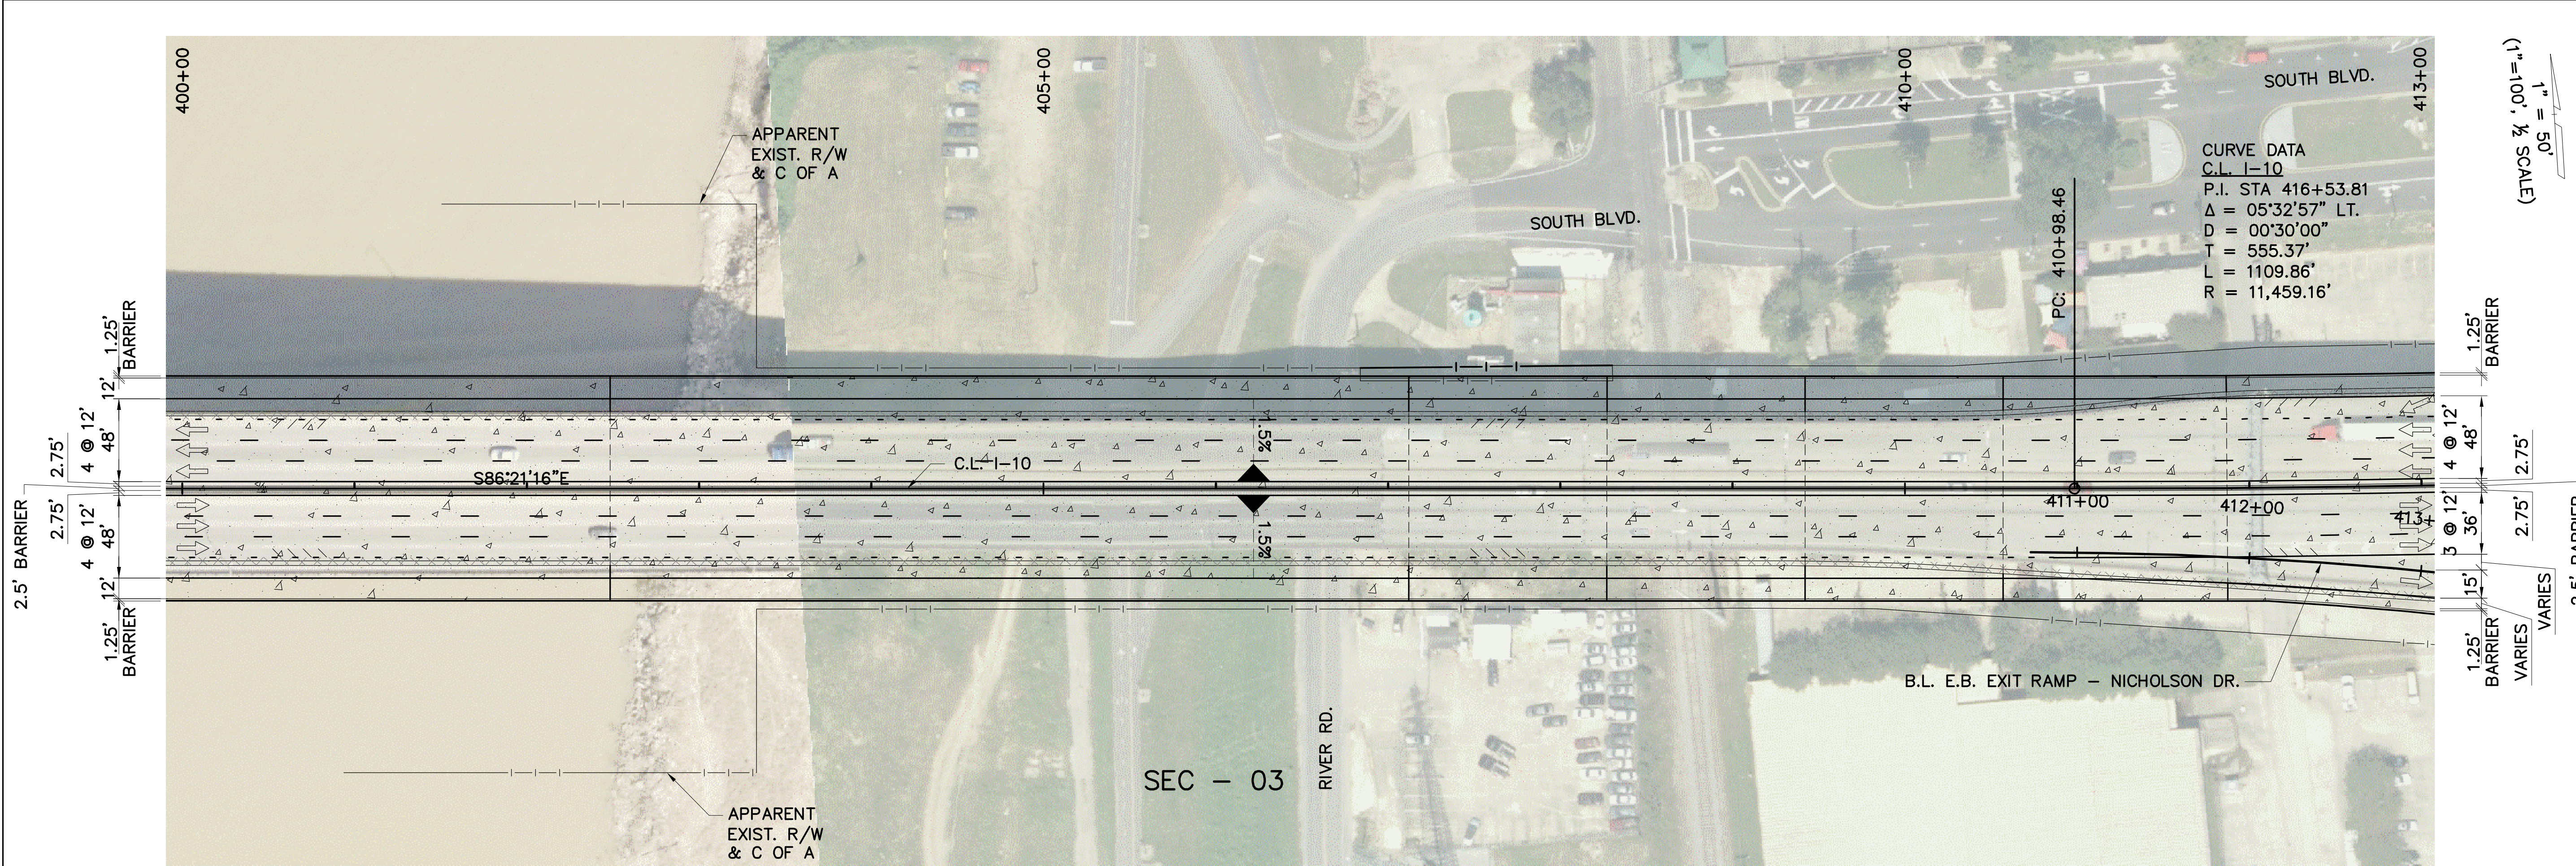 400+00
405+00
410+00
413+00
1" = 50'
(1"=100', ½ SCALE)
SOUTH BLVD.
APPARENT
EXIST. R/W
& C OF A
CURVE DATA
C.L. I-10
P.I. STA 416+53.81
Δ = 05°32'57" LT.
D = 00°30'00"
T = 555.37'
L = 1109.86'
R = 11,459.16'
SOUTH BLVD.
PC: 410+98.46
1.25'
BARRIER
12'
4 @ 12'
48'
2.75'
2.5' BARRIER
2.75'
4 @ 12'
48'
12'
1.25'
BARRIER
S86°21'16"E
C.L. I-10
1.5%
1.5%
411+00
412+00
413+
1.25'
BARRIER
4 @ 12'
48'
2.75'
2.75'
3 @ 12'
36'
15'
VARIES
VARIES
1.25'
BARRIER
2.5' BARRIER
B.L. E.B. EXIT RAMP - NICHOLSON DR.
SEC - 03
RIVER RD.
APPARENT
EXIST. R/W
& C OF A